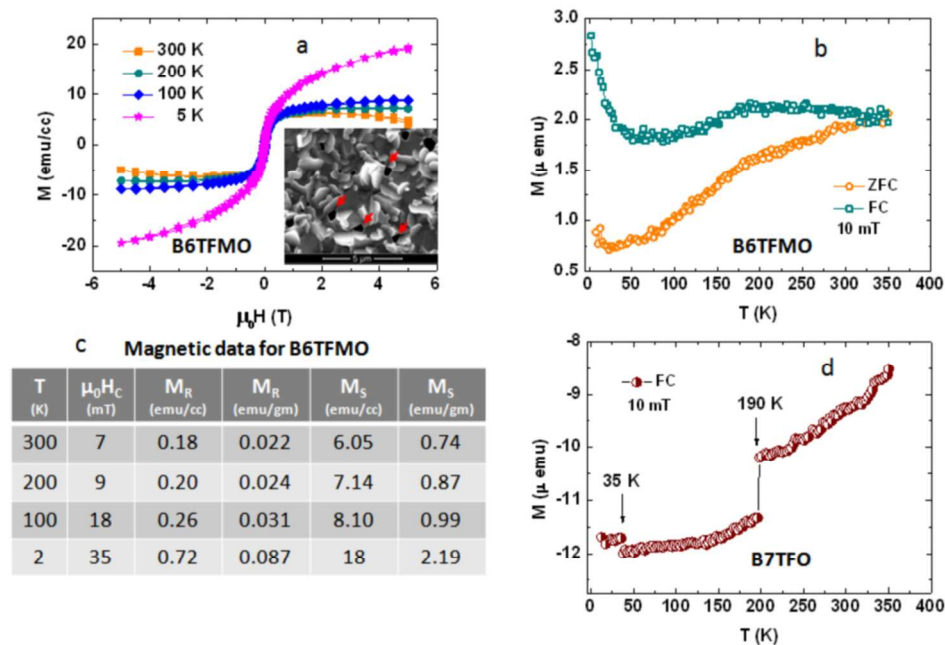 a
300 K
200 K
100 K
5 K
M (emu/cc)
20
10
0
-10
-20
B6TFMO
5 μm
-6 -4 -2 0 2 4 6
μ₀H (T)
b
M (μ emu)
3.0
2.5
2.0
1.5
1.0
0.5
ZFC
FC
10 mT
B6TFMO
0 50 100 150 200 250 300 350 400
T (K)
c Magnetic data for B6TFMO
T μ₀Hc MR MR MS MS
(K) (mT) (emu/cc) (emu/gm) (emu/cc) (emu/gm)
300 7 0.18 0.022 6.05 0.74
200 9 0.20 0.024 7.14 0.87
100 18 0.26 0.031 8.10 0.99
2 35 0.72 0.087 18 2.19
d
M (μ emu)
-8
-9
-10
-11
-12
FC
10 mT
190 K
35 K
B7TFO
0 50 100 150 200 250 300 350 400
T (K)